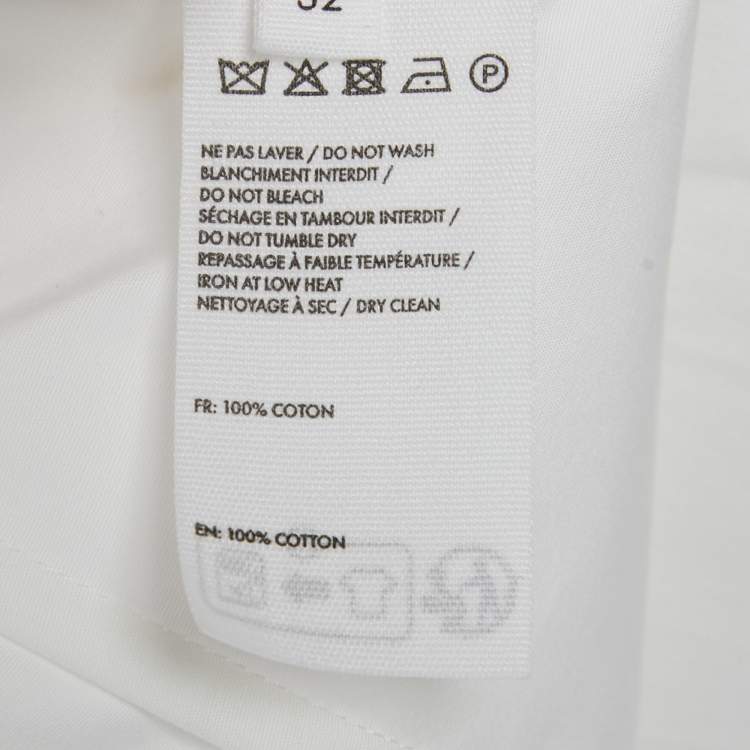 P
NE PAS LAVER / DO NOT WASH
BLANCHIMENT INTERDIT /
DO NOT BLEACH
SÉCHAGE EN TAMBOUR INTERDIT /
DO NOT TUMBLE DRY
REPASSAGE À FAIBLE TEMPÉRATURE /
IRON AT LOW HEAT
NETTOYAGE À SEC / DRY CLEAN
FR: 100% COTON
EN: 100% COTTON